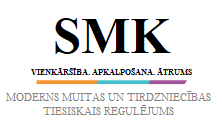 SMK
VIENKĀRŠĪBA. APKALPOŠANA. ĀTRUMS
MODERNS MUITAS UN TIRDZNIECĪBAS
TIESISKAIS REGULĒJUMS